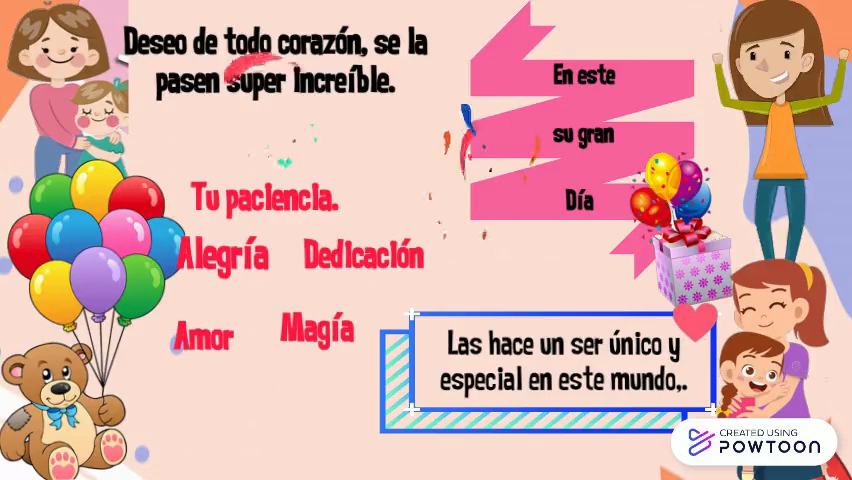 Deseo de todo corazón, se la
pasen super increíble.
En este
su gran
Día
Tu paciencia.
Alegría Dedicación
Amor Magía
Las hace un ser único y
especial en este mundo,.
CREATED USING
POWTOON